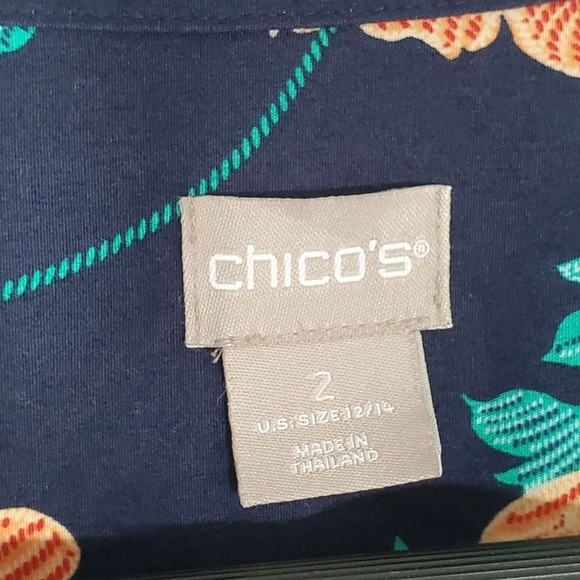 chico's®
2
U.S. SIZE 12/14
MADE IN
THAILAND